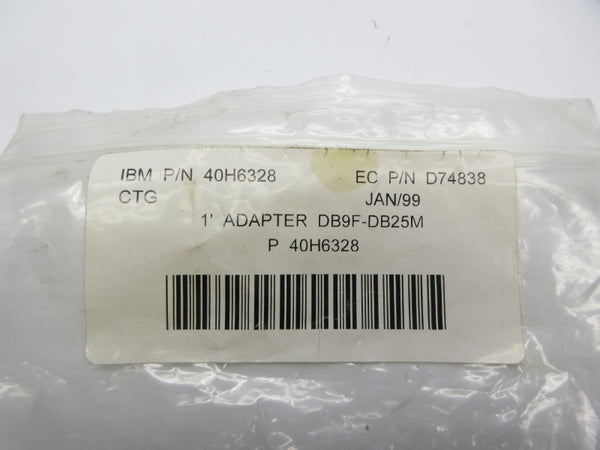 IBM P/N 40H6328 EC P/N D74838
CTG JAN/99
1' ADAPTER DB9F-DB25M
P 40H6328